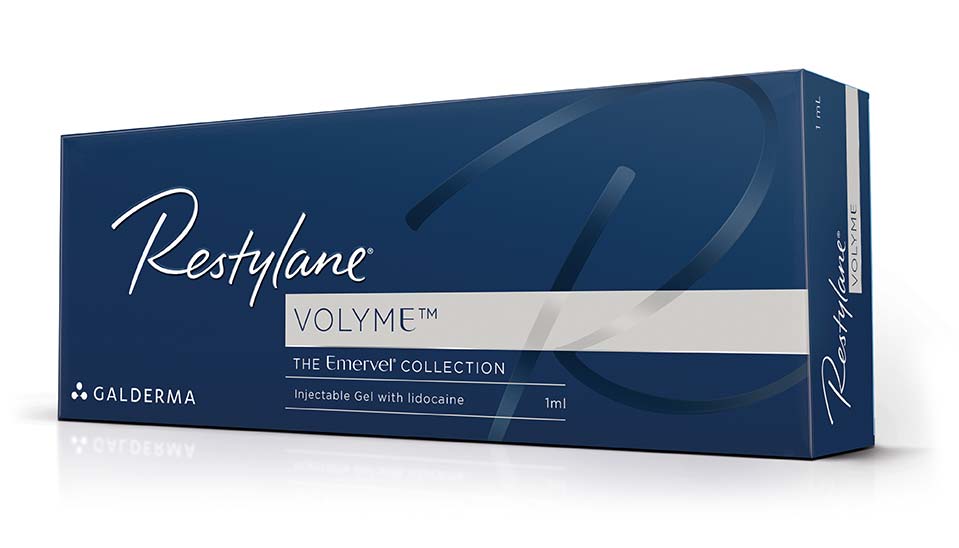 Restylane®
VOLYME™
THE Emervel® COLLECTION
Injectable Gel with lidocaine 1ml
GALDERMA
1 mL
Restylane®
VOLYME